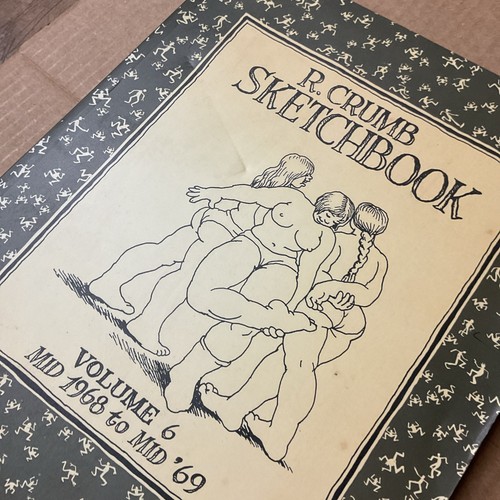 R. CRUMB
SKETCHBOOK
VOLUME 6
MID 1968 to MID '69